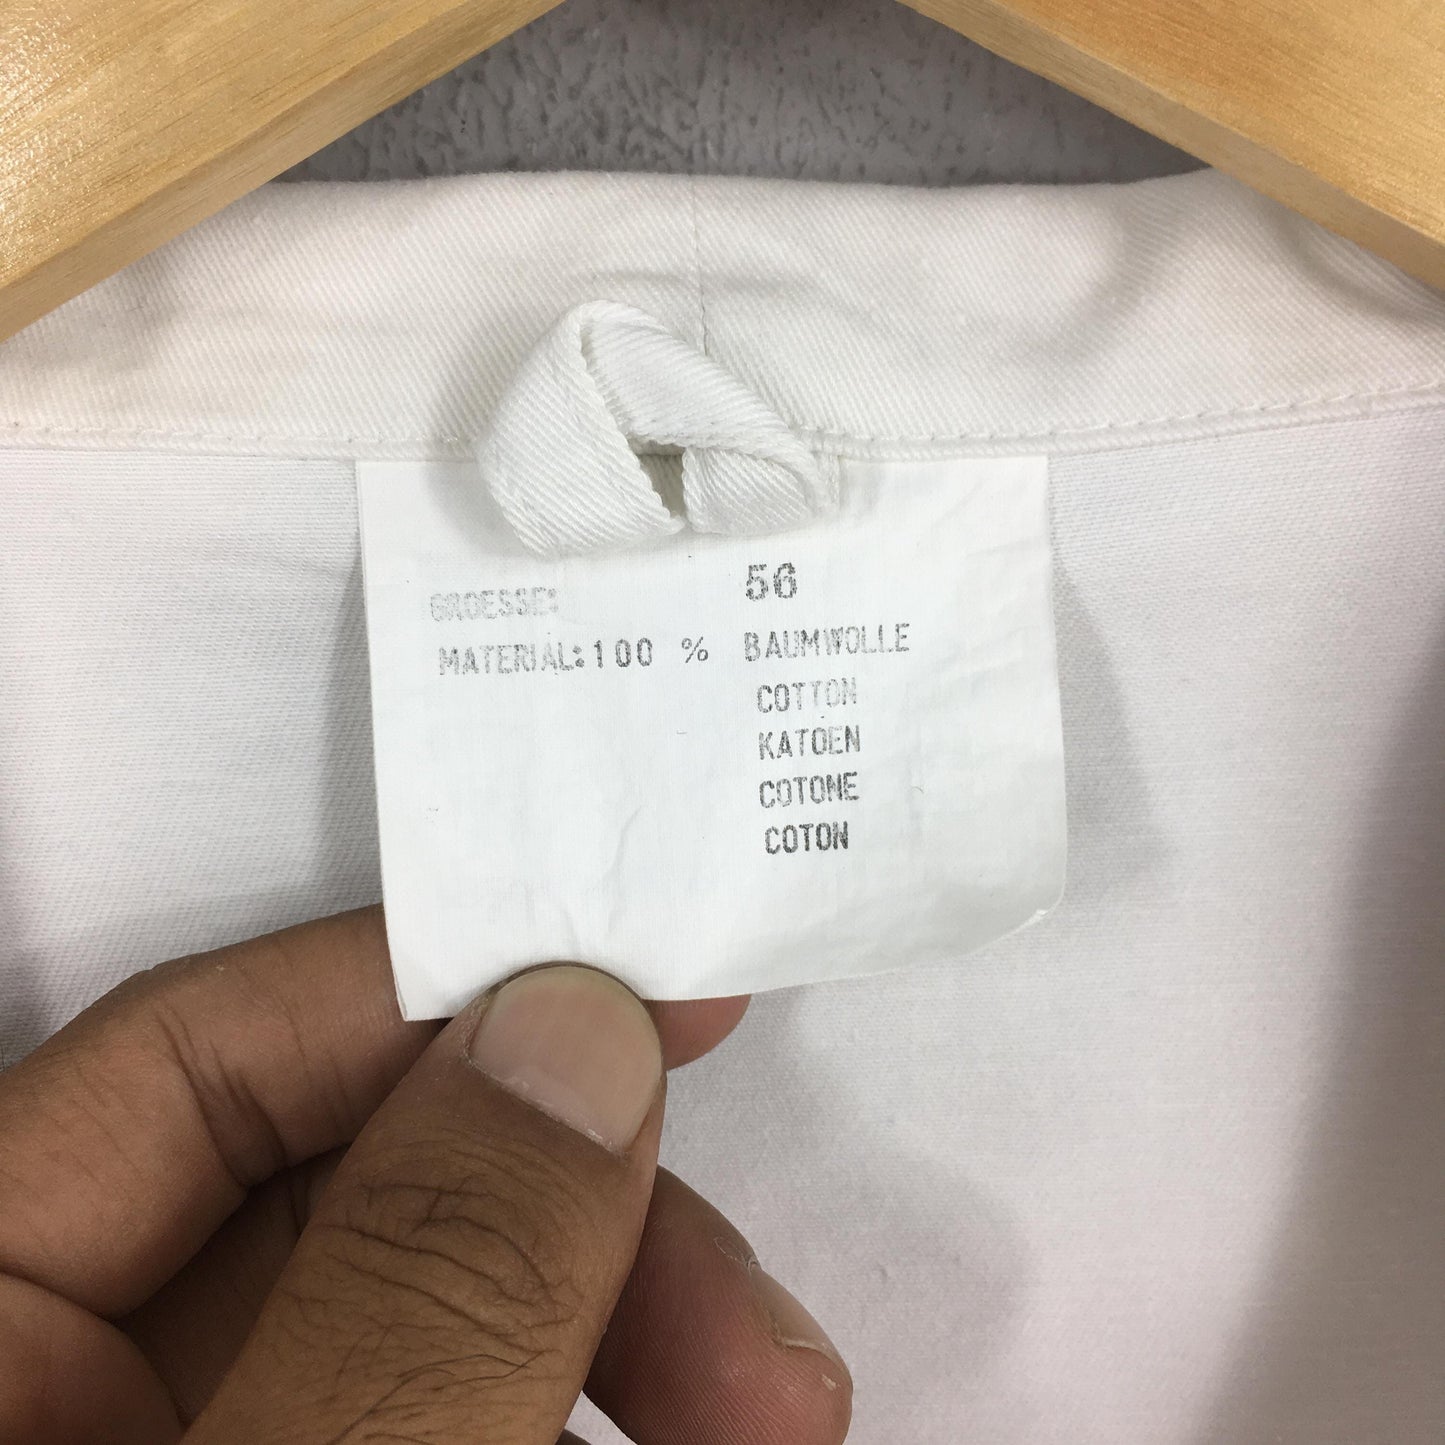 GROESSE: 56
MATERIAL:100 % BAUMWOLLE
COTTON
KATOEN
COTONE
COTON